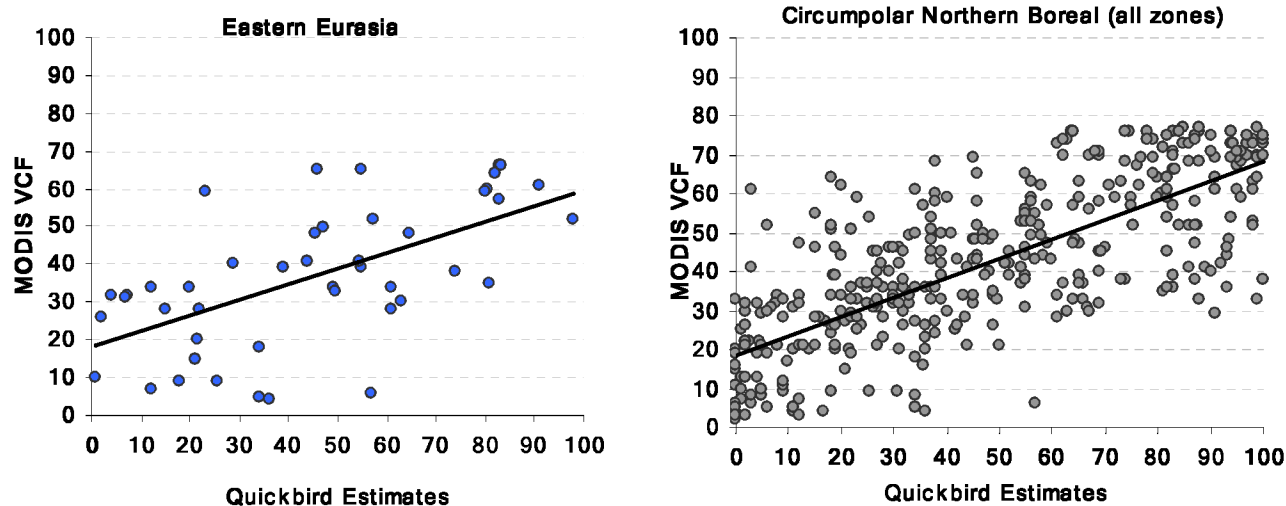 Eastern Eurasia
100
90
80
70
60
50
40
30
20
10
0
MODIS VCF
0 10 20 30 40 50 60 70 80 90 100
Quickbird Estimates
Circumpolar Northern Boreal (all zones)
100
90
80
70
60
50
40
30
20
10
0
MODIS VCF
0 10 20 30 40 50 60 70 80 90 100
Quickbird Estimates